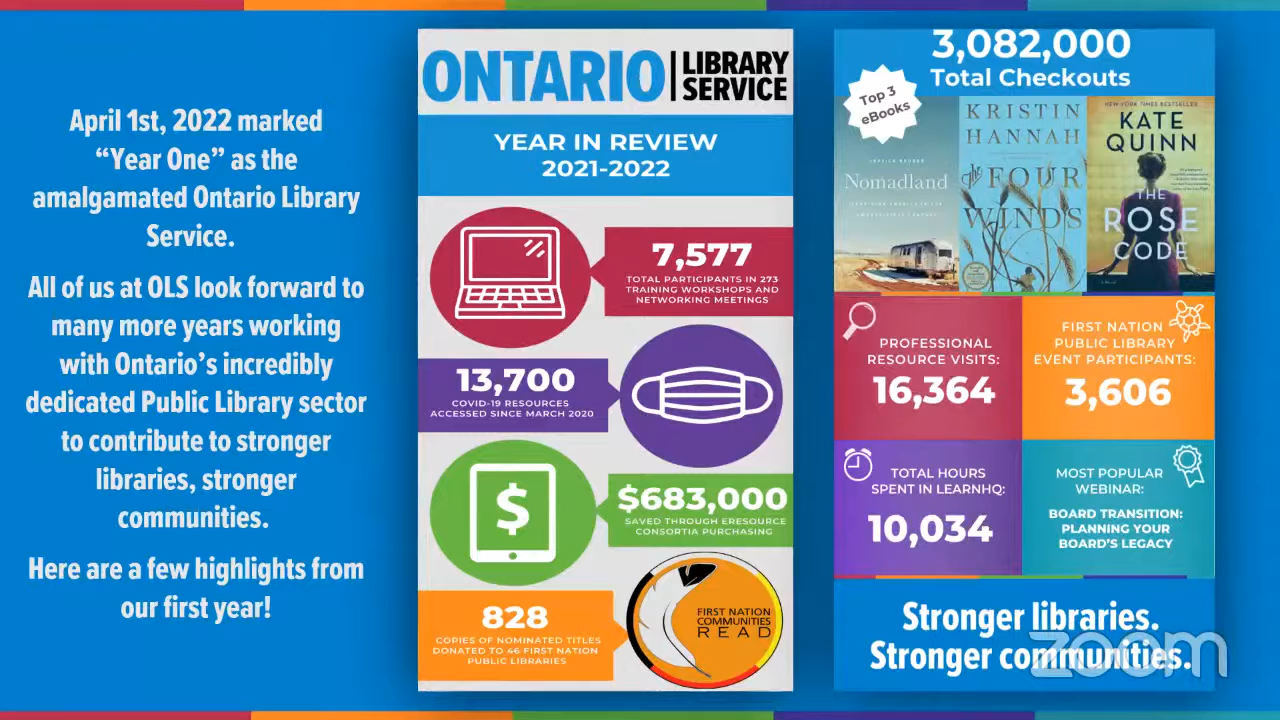 April 1st, 2022 marked
“Year One” as the
amalgamated Ontario Library
Service.
All of us at OLS look forward to
many more years working
with Ontario’s incredibly
dedicated Public Library sector
to contribute to stronger
libraries, stronger
communities.
Here are a few highlights from
our first year!
ONTARIO
LIBRARY
SERVICE
YEAR IN REVIEW
2021-2022
7,577
TOTAL PARTICIPANTS IN 273
TRAINING WORKSHOPS AND
NETWORKING MEETINGS
13,700
COVID-19 RESOURCES
ACCESSED SINCE MARCH 2020
$
$683,000
SAVED THROUGH ERESOURCE
CONSORTIA PURCHASING
828
COPIES OF NOMINATED TITLES
DONATED TO 46 FIRST NATION
PUBLIC LIBRARIES
FIRST NATION
COMMUNITIES
READ
3,082,000
Total Checkouts
Top 3
eBooks
Nomadland
KRISTIN
HANNAH
the FOUR
WINDS
NEW YORK TIMES BESTSELLER
KATE
QUINN
THE
ROSE
CODE
PROFESSIONAL
RESOURCE VISITS:
16,364
FIRST NATION
PUBLIC LIBRARY
EVENT PARTICIPANTS:
3,606
TOTAL HOURS
SPENT IN LEARNHQ:
10,034
MOST POPULAR
WEBINAR:
BOARD TRANSITION:
PLANNING YOUR
BOARD’S LEGACY
Stronger libraries.
Stronger communities.
zoom